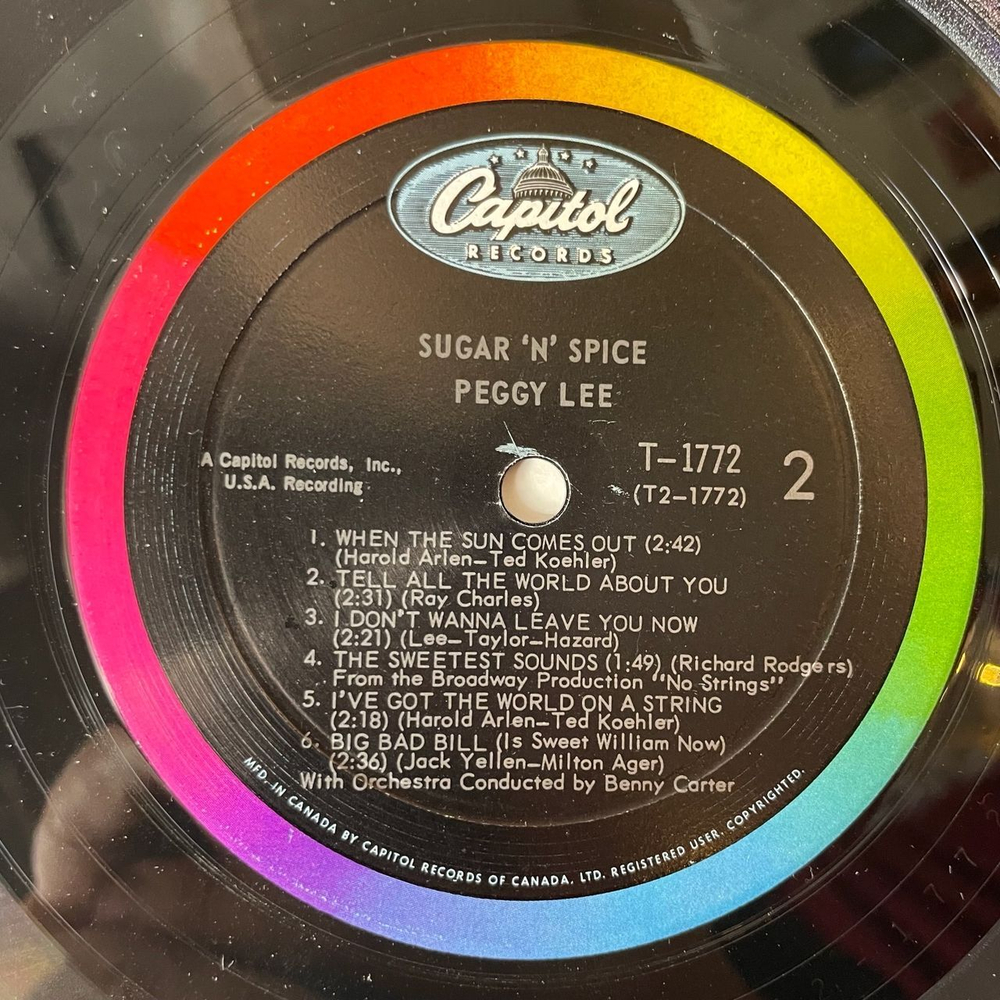 Capitol
RECORDS
SUGAR 'N' SPICE
PEGGY LEE
A Capitol Records, Inc.,
U.S.A. Recording
T-1772
(T2-1772)
2
1. WHEN THE SUN COMES OUT (2:42)
(Harold Arlen-Ted Koehler)
2. TELL ALL THE WORLD ABOUT YOU
(2:31) (Ray Charles)
3. I DON'T WANNA LEAVE YOU NOW
(2:21) (Lee-Taylor-Hazard)
4. THE SWEETEST SOUNDS (1:49) (Richard Rodgers)
From the Broadway Production "No Strings"
5. I'VE GOT THE WORLD ON A STRING
(2:18) (Harold Arlen-Ted Koehler)
6. BIG BAD BILL (Is Sweet William Now)
(2:36) (Jack Yellen-Milton Ager)
With Orchestra Conducted by Benny Carter
MFD. IN CANADA BY CAPITOL RECORDS OF CANADA. LTD. REGISTERED USER. COPYRIGHTED.